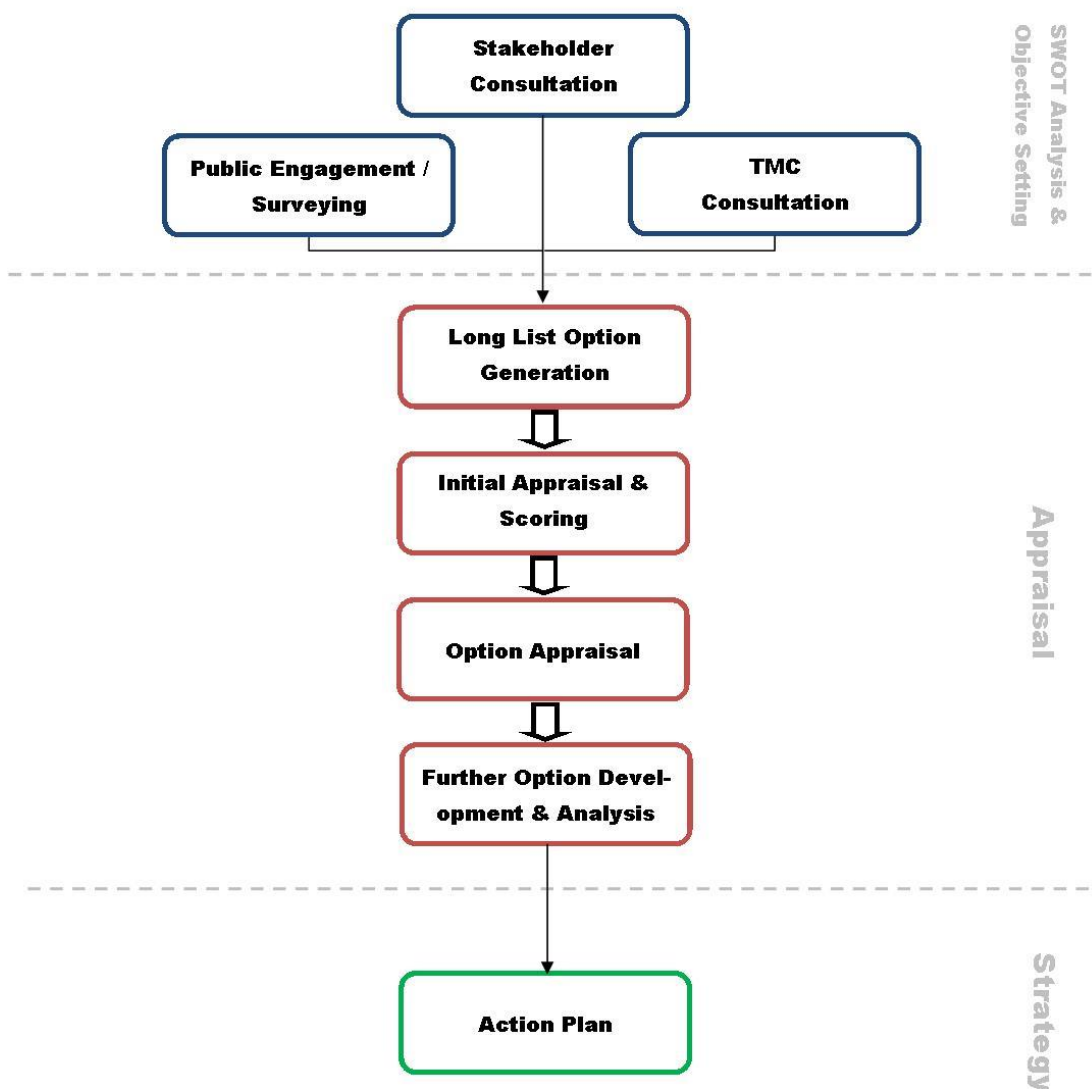 Stakeholder
Consultation
SWOT Analysis &
Objective Setting
Public Engagement /
Surveying
TMC
Consultation
Long List Option
Generation
Initial Appraisal &
Scoring
Appraisal
Option Appraisal
Further Option Devel-
opment & Analysis
Strategy
Action Plan